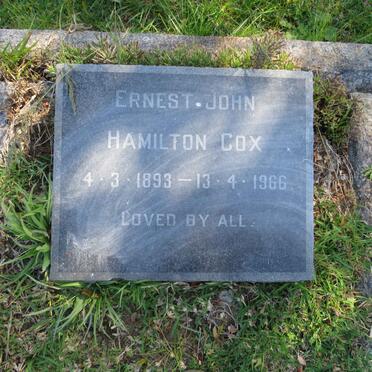 ERNEST. JOHN
HAMILTON COX
4·3·1893—13·4·1966
LOVED BY ALL.